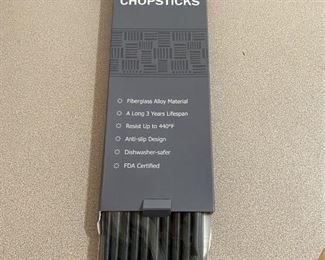 CHOPSTICKS
Fiberglass Alloy Material
A Long 3 Years Lifespan
Resist Up to 440°F
Anti-slip Design
Dishwasher-safer
FDA Certified